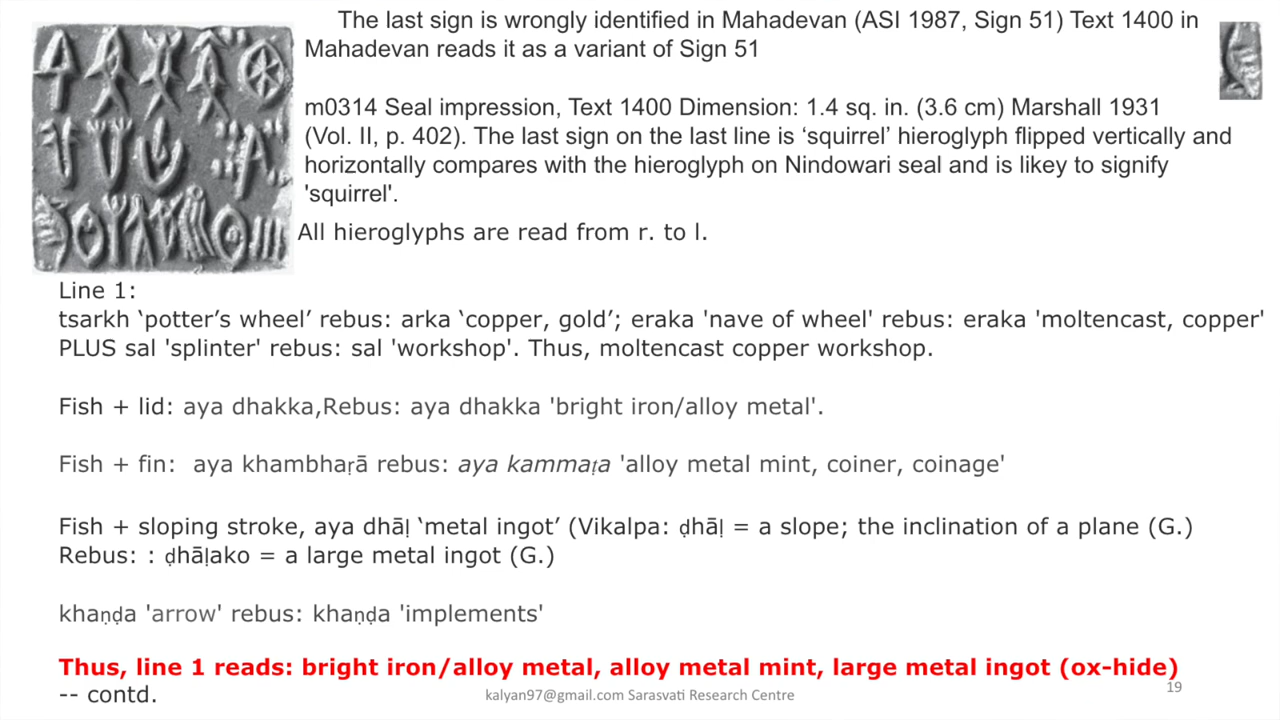 The last sign is wrongly identified in Mahadevan (ASI 1987, Sign 51) Text 1400 in
Mahadevan reads it as a variant of Sign 51
m0314 Seal impression, Text 1400 Dimension: 1.4 sq. in. (3.6 cm) Marshall 1931
(Vol. II, p. 402). The last sign on the last line is ‘squirrel’ hieroglyph flipped vertically and
horizontally compares with the hieroglyph on Nindowari seal and is likey to signify
'squirrel'.
All hieroglyphs are read from r. to l.
Line 1:
tsarkh ‘potter’s wheel’ rebus: arka ‘copper, gold’; eraka 'nave of wheel' rebus: eraka 'moltencast, copper'
PLUS sal 'splinter' rebus: sal 'workshop'. Thus, moltencast copper workshop.
Fish + lid: aya dhakka,Rebus: aya dhakka 'bright iron/alloy metal'.
Fish + fin: aya khambhaṛā rebus: aya kammaṭa 'alloy metal mint, coiner, coinage'
Fish + sloping stroke, aya dhāḷ ‘metal ingot’ (Vikalpa: ḍhāḷ = a slope; the inclination of a plane (G.)
Rebus: : ḍhāḷako = a large metal ingot (G.)
khaṇḍa 'arrow' rebus: khaṇḍa 'implements'
Thus, line 1 reads: bright iron/alloy metal, alloy metal mint, large metal ingot (ox-hide)
-- contd.
kalyan97@gmail.com Sarasvati Research Centre
19